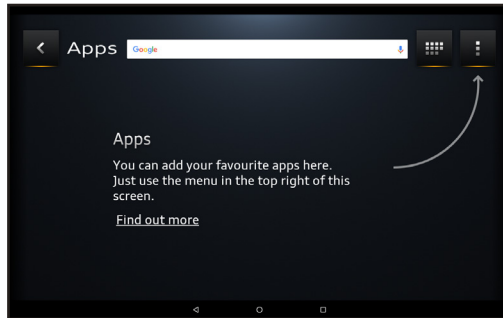 Apps
Google
Apps
You can add your favourite apps here.
Just use the menu in the top right of this
screen.
Find out more